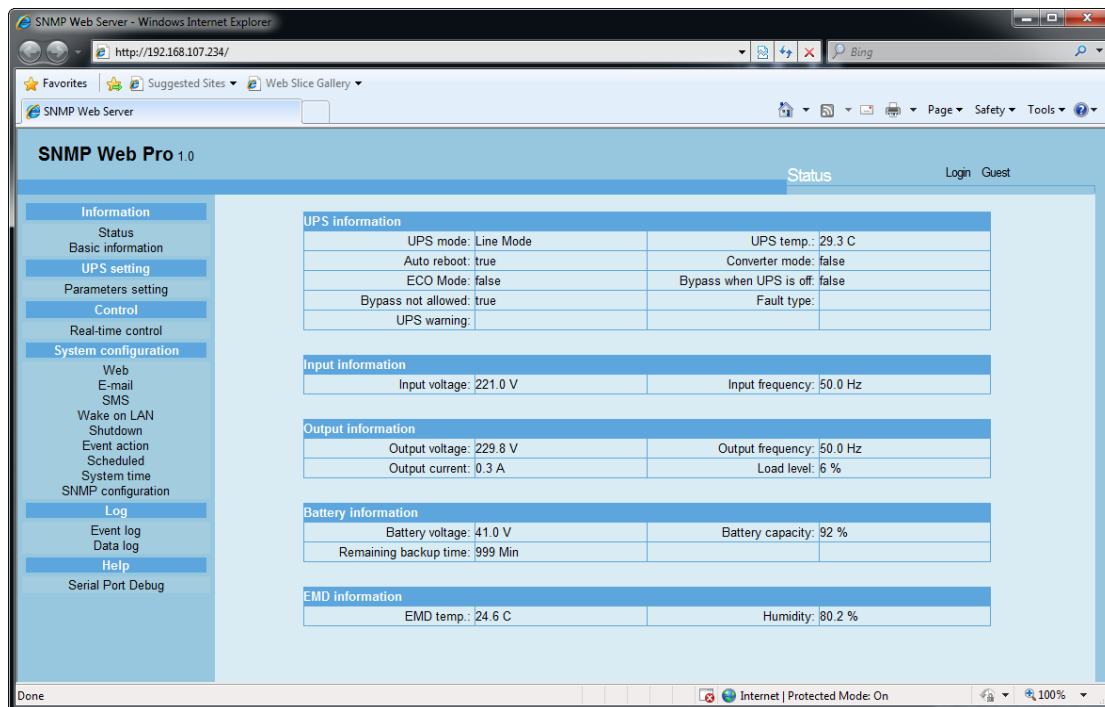 SNMP Web Server - Windows Internet Explorer
http://192.168.107.234/
Bing
Favorites
Suggested Sites
Web Slice Gallery
SNMP Web Server
Page
Safety
Tools
SNMP Web Pro 1.0
Status
Login Guest
Information
Status
Basic information
UPS setting
Parameters setting
Control
Real-time control
System configuration
Web
E-mail
SMS
Wake on LAN
Shutdown
Event action
Scheduled
System time
SNMP configuration
Log
Event log
Data log
Help
Serial Port Debug
UPS information
UPS mode: Line Mode UPS temp.: 29.3 C
Auto reboot: true Converter mode: false
ECO Mode: false Bypass when UPS is off: false
Bypass not allowed: true Fault type:
UPS warning:
Input information
Input voltage: 221.0 V Input frequency: 50.0 Hz
Output information
Output voltage: 229.8 V Output frequency: 50.0 Hz
Output current: 0.3 A Load level: 6 %
Battery information
Battery voltage: 41.0 V Battery capacity: 92 %
Remaining backup time: 999 Min
EMD information
EMD temp.: 24.6 C Humidity: 80.2 %
Done
Internet | Protected Mode: On
100%